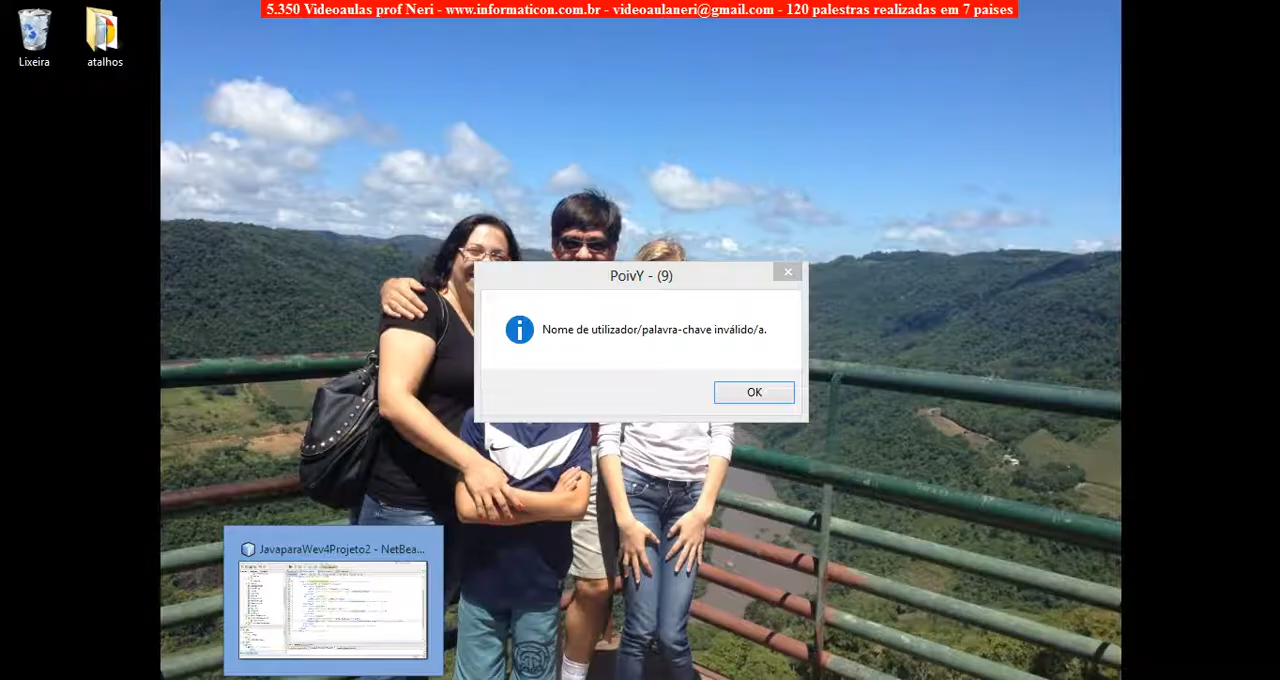 5.350 Videoaulas prof Neri - www.informaticon.com.br - videoaulaneri@gmail.com - 120 palestras realizadas em 7 paises
Lixeira
atalhos
PoivY - (9)
Nome de utilizador/palavra-chave inválido/a.
OK
JavaparaWev4Projeto2 - NetBea...